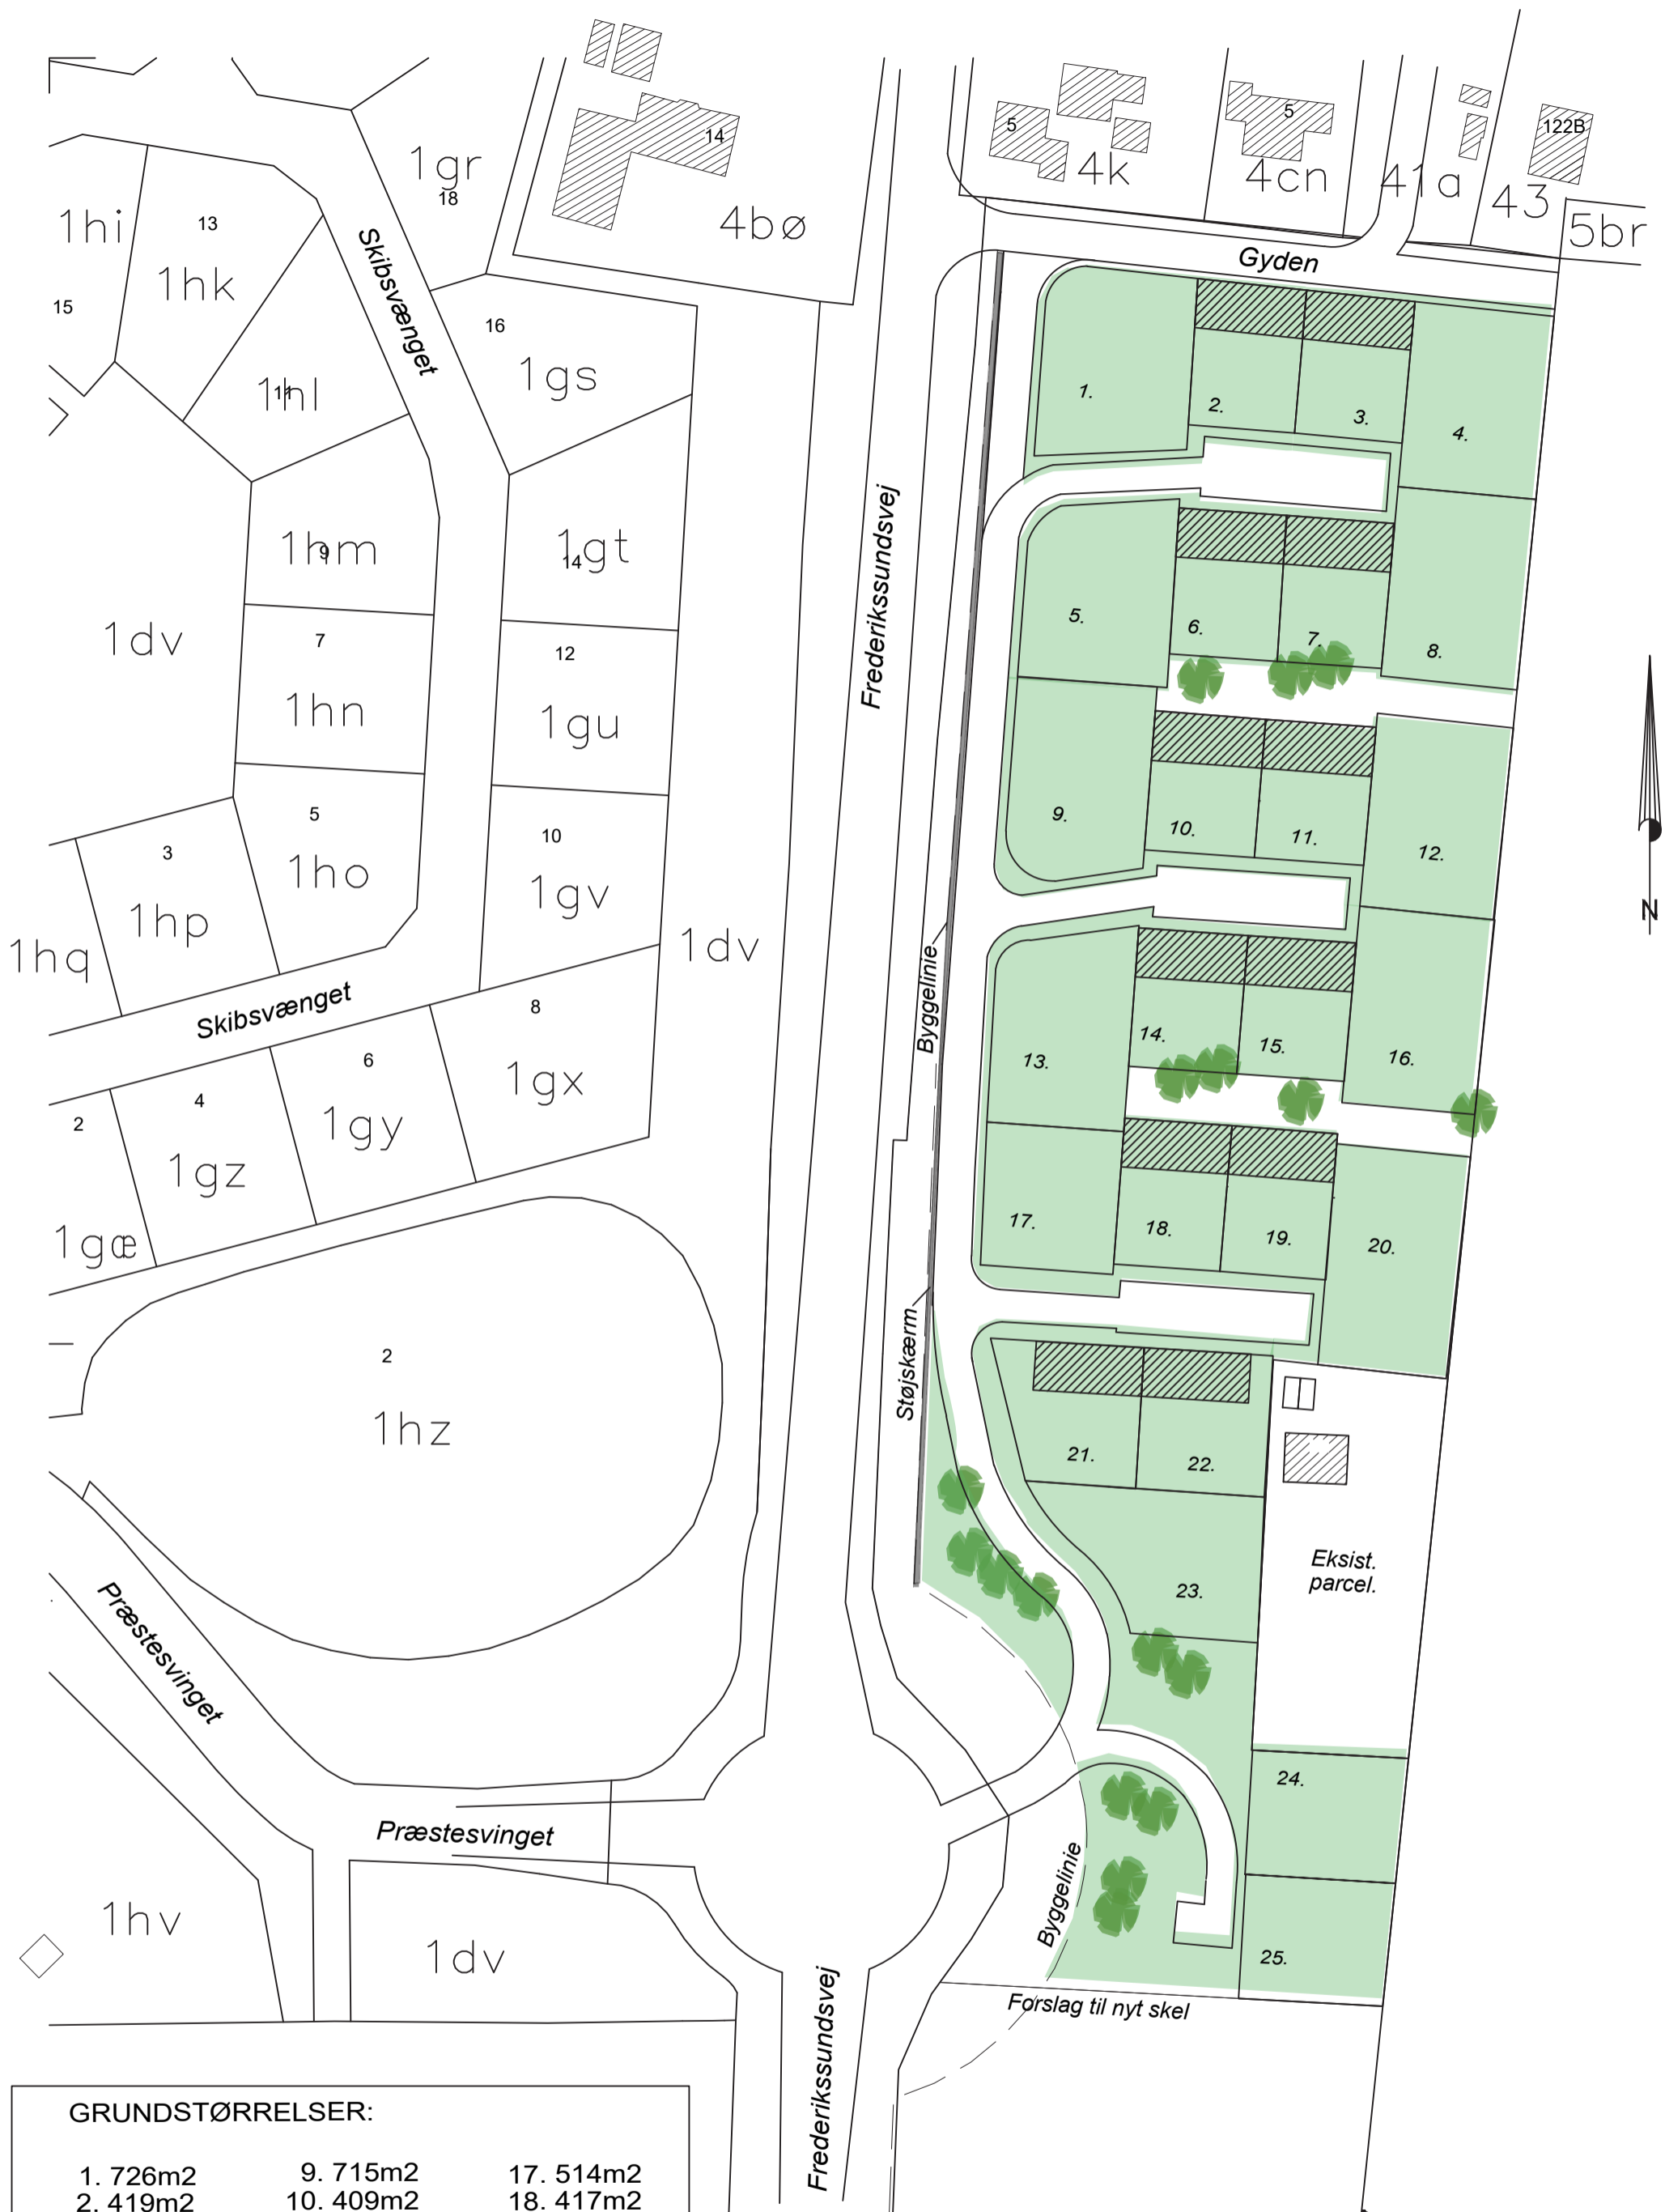 14
5
5
122B
1gr
18
4bø
4k
4cn
41a
43
5br
1hi
13
1hk
15
Skibsvænget
Gyden
16
1gs
1hl
11
1.
2.
3.
4.
1hm
9
1gt
14
Frederikssundsvej
5.
6.
7.
8.
1dv
7
1hn
12
1gu
9.
10.
11.
12.
5
1ho
3
1hp
1hq
10
1gv
1dv
N
Byggelinie
Skibsvænget
8
1gx
6
1gy
4
1gz
2
1gæ
13.
14.
15.
16.
17.
18.
19.
20.
2
1hz
Støjskærm
21.
22.
23.
Eksist.
parcel.
Præstesvinget
Præstesvinget
24.
25.
Byggelinie
1hv
1dv
Forslag til nyt skel
Frederikssundsvej
GRUNDSTØRRELSER:
1. 726m2 9. 715m2 17. 514m2
2. 419m2 10. 409m2 18. 417m2